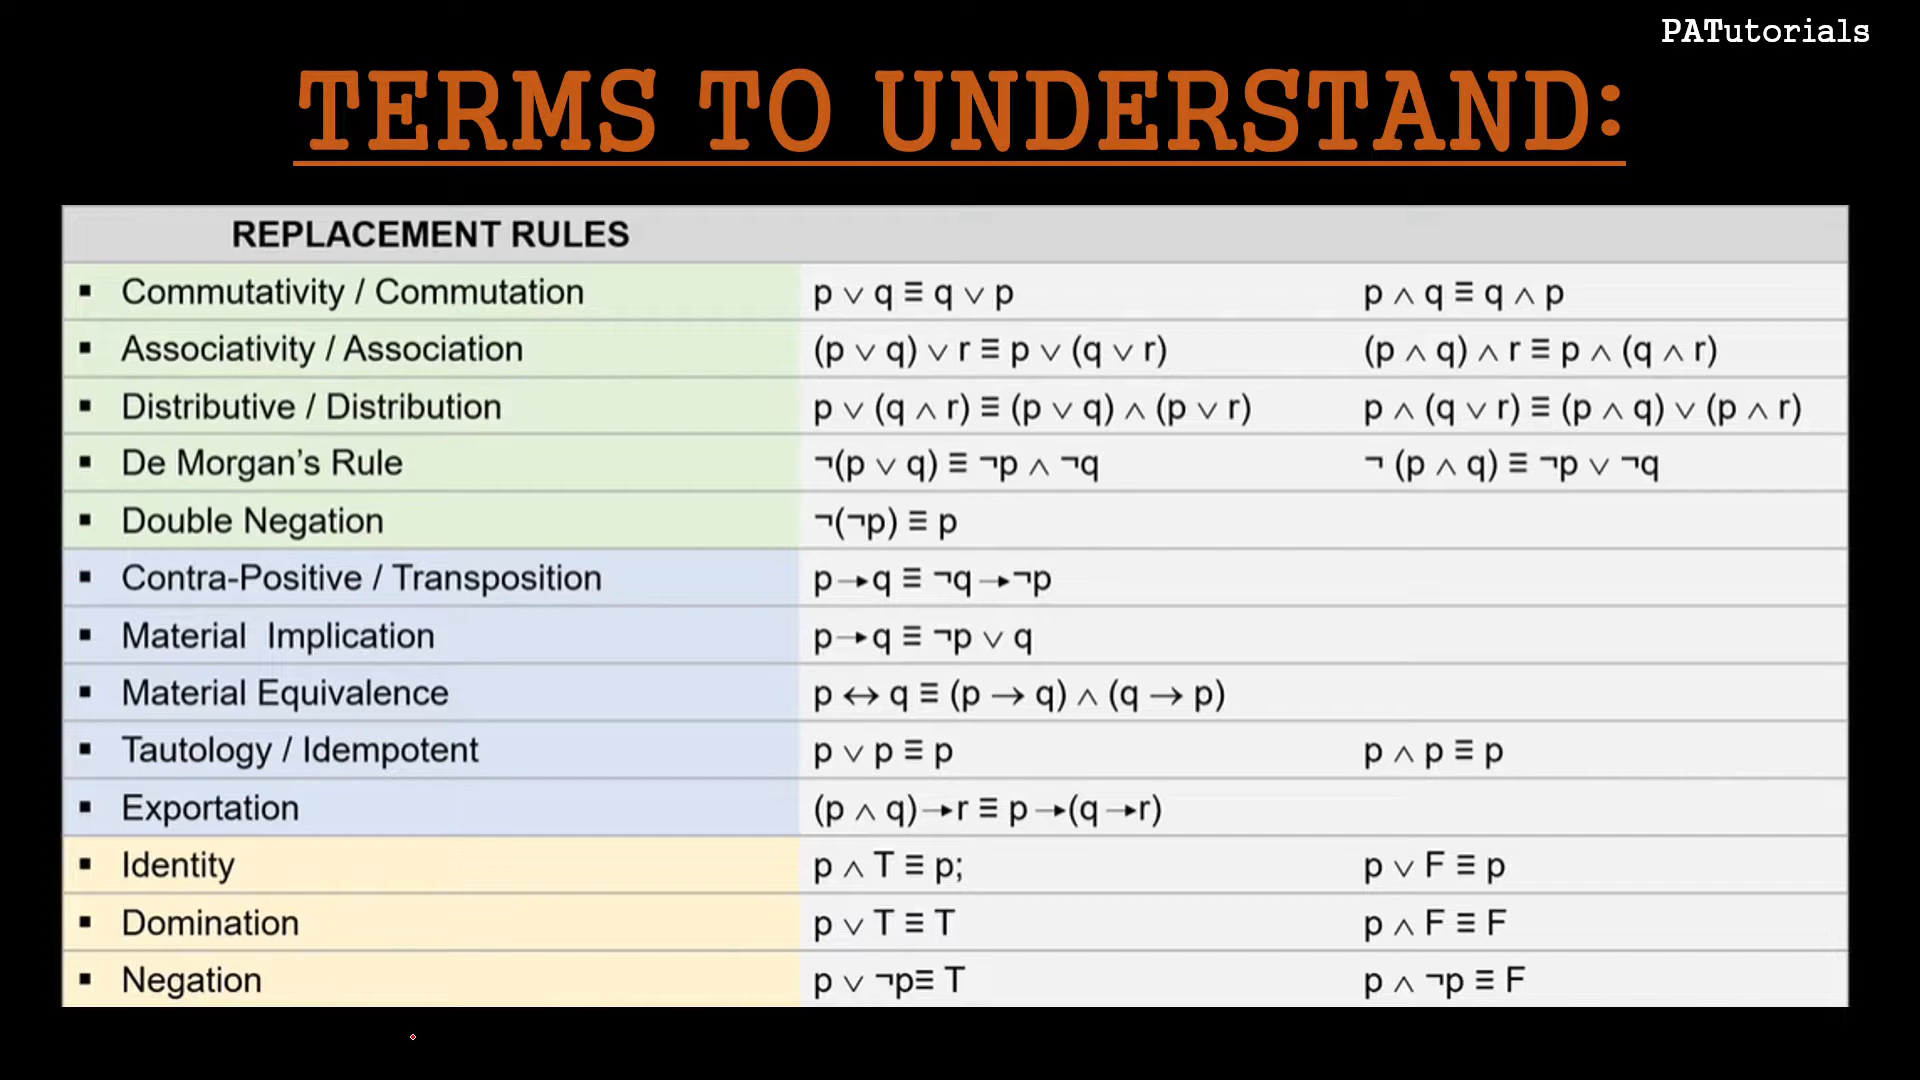 PATutorials
TERMS TO UNDERSTAND:
REPLACEMENT RULES
▪ Commutativity / Commutation p ∨ q ≡ q ∨ p p ∧ q ≡ q ∧ p
▪ Associativity / Association (p ∨ q) ∨ r ≡ p ∨ (q ∨ r) (p ∧ q) ∧ r ≡ p ∧ (q ∧ r)
▪ Distributive / Distribution p ∨ (q ∧ r) ≡ (p ∨ q) ∧ (p ∨ r) p ∧ (q ∨ r) ≡ (p ∧ q) ∨ (p ∧ r)
▪ De Morgan’s Rule ¬(p ∨ q) ≡ ¬p ∧ ¬q ¬ (p ∧ q) ≡ ¬p ∨ ¬q
▪ Double Negation ¬(¬p) ≡ p
▪ Contra-Positive / Transposition p→q ≡ ¬q→¬p
▪ Material Implication p→q ≡ ¬p ∨ q
▪ Material Equivalence p ↔ q ≡ (p → q) ∧ (q → p)
▪ Tautology / Idempotent p ∨ p ≡ p p ∧ p ≡ p
▪ Exportation (p ∧ q)→r ≡ p→(q→r)
▪ Identity p ∧ T ≡ p; p ∨ F ≡ p
▪ Domination p ∨ T ≡ T p ∧ F ≡ F
▪ Negation p ∨ ¬p≡ T p ∧ ¬p ≡ F